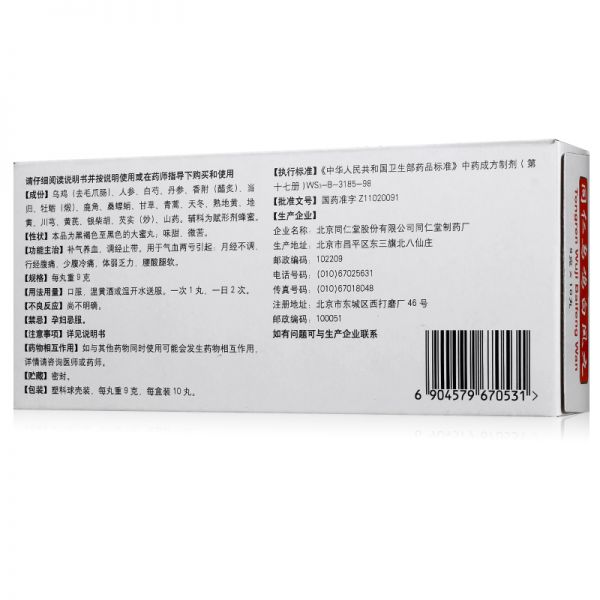 请仔细阅读说明书并按说明使用或在药师指导下购买和使用
【成份】乌鸡（去毛爪肠）、人参、白芍、丹参、香附（醋炙）、当
归、牡蛎（煅）、鹿角、桑螵蛸、甘草、青蒿、天冬、熟地黄、地
黄、川芎、黄芪、银柴胡、芡实（炒）、山药。辅料为赋形剂蜂蜜。
【性状】本品为黑褐色至黑色的大蜜丸；味甜、微苦。
【功能主治】补气养血，调经止带。用于气血两亏引起；月经不调，
行经腹痛，少腹冷痛，体弱乏力，腰酸腿软。
【规格】每丸重 9 克
【用法用量】口服，温黄酒或温开水送服。一次 1 丸，一日 2 次。
【不良反应】尚不明确。
【禁忌】孕妇忌服。
【注意事项】详见说明书
【药物相互作用】如与其他药物同时使用可能会发生药物相互作用，
详情请咨询医师或药师。
【贮藏】密封。
【包装】塑料球壳装，每丸重 9 克，每盒装 10 丸。
【执行标准】《中华人民共和国卫生部药品标准》中药成方制剂（第
十七册）WS₃-B-3185-98
【批准文号】国药准字 Z11020091
【生产企业】
企业名称：北京同仁堂股份有限公司同仁堂制药厂
生产地址：北京市昌平区东三旗北八仙庄
邮政编码：102209
电话号码：(010)67025631
传真号码：(010)67018048
注册地址：北京市东城区西打磨厂 46 号
邮政编码：100051
如有问题可与生产企业联系
6 904579 670531 >
同仁乌鸡白凤丸
Tongren Wuji Baifeng Wan
9克×10丸